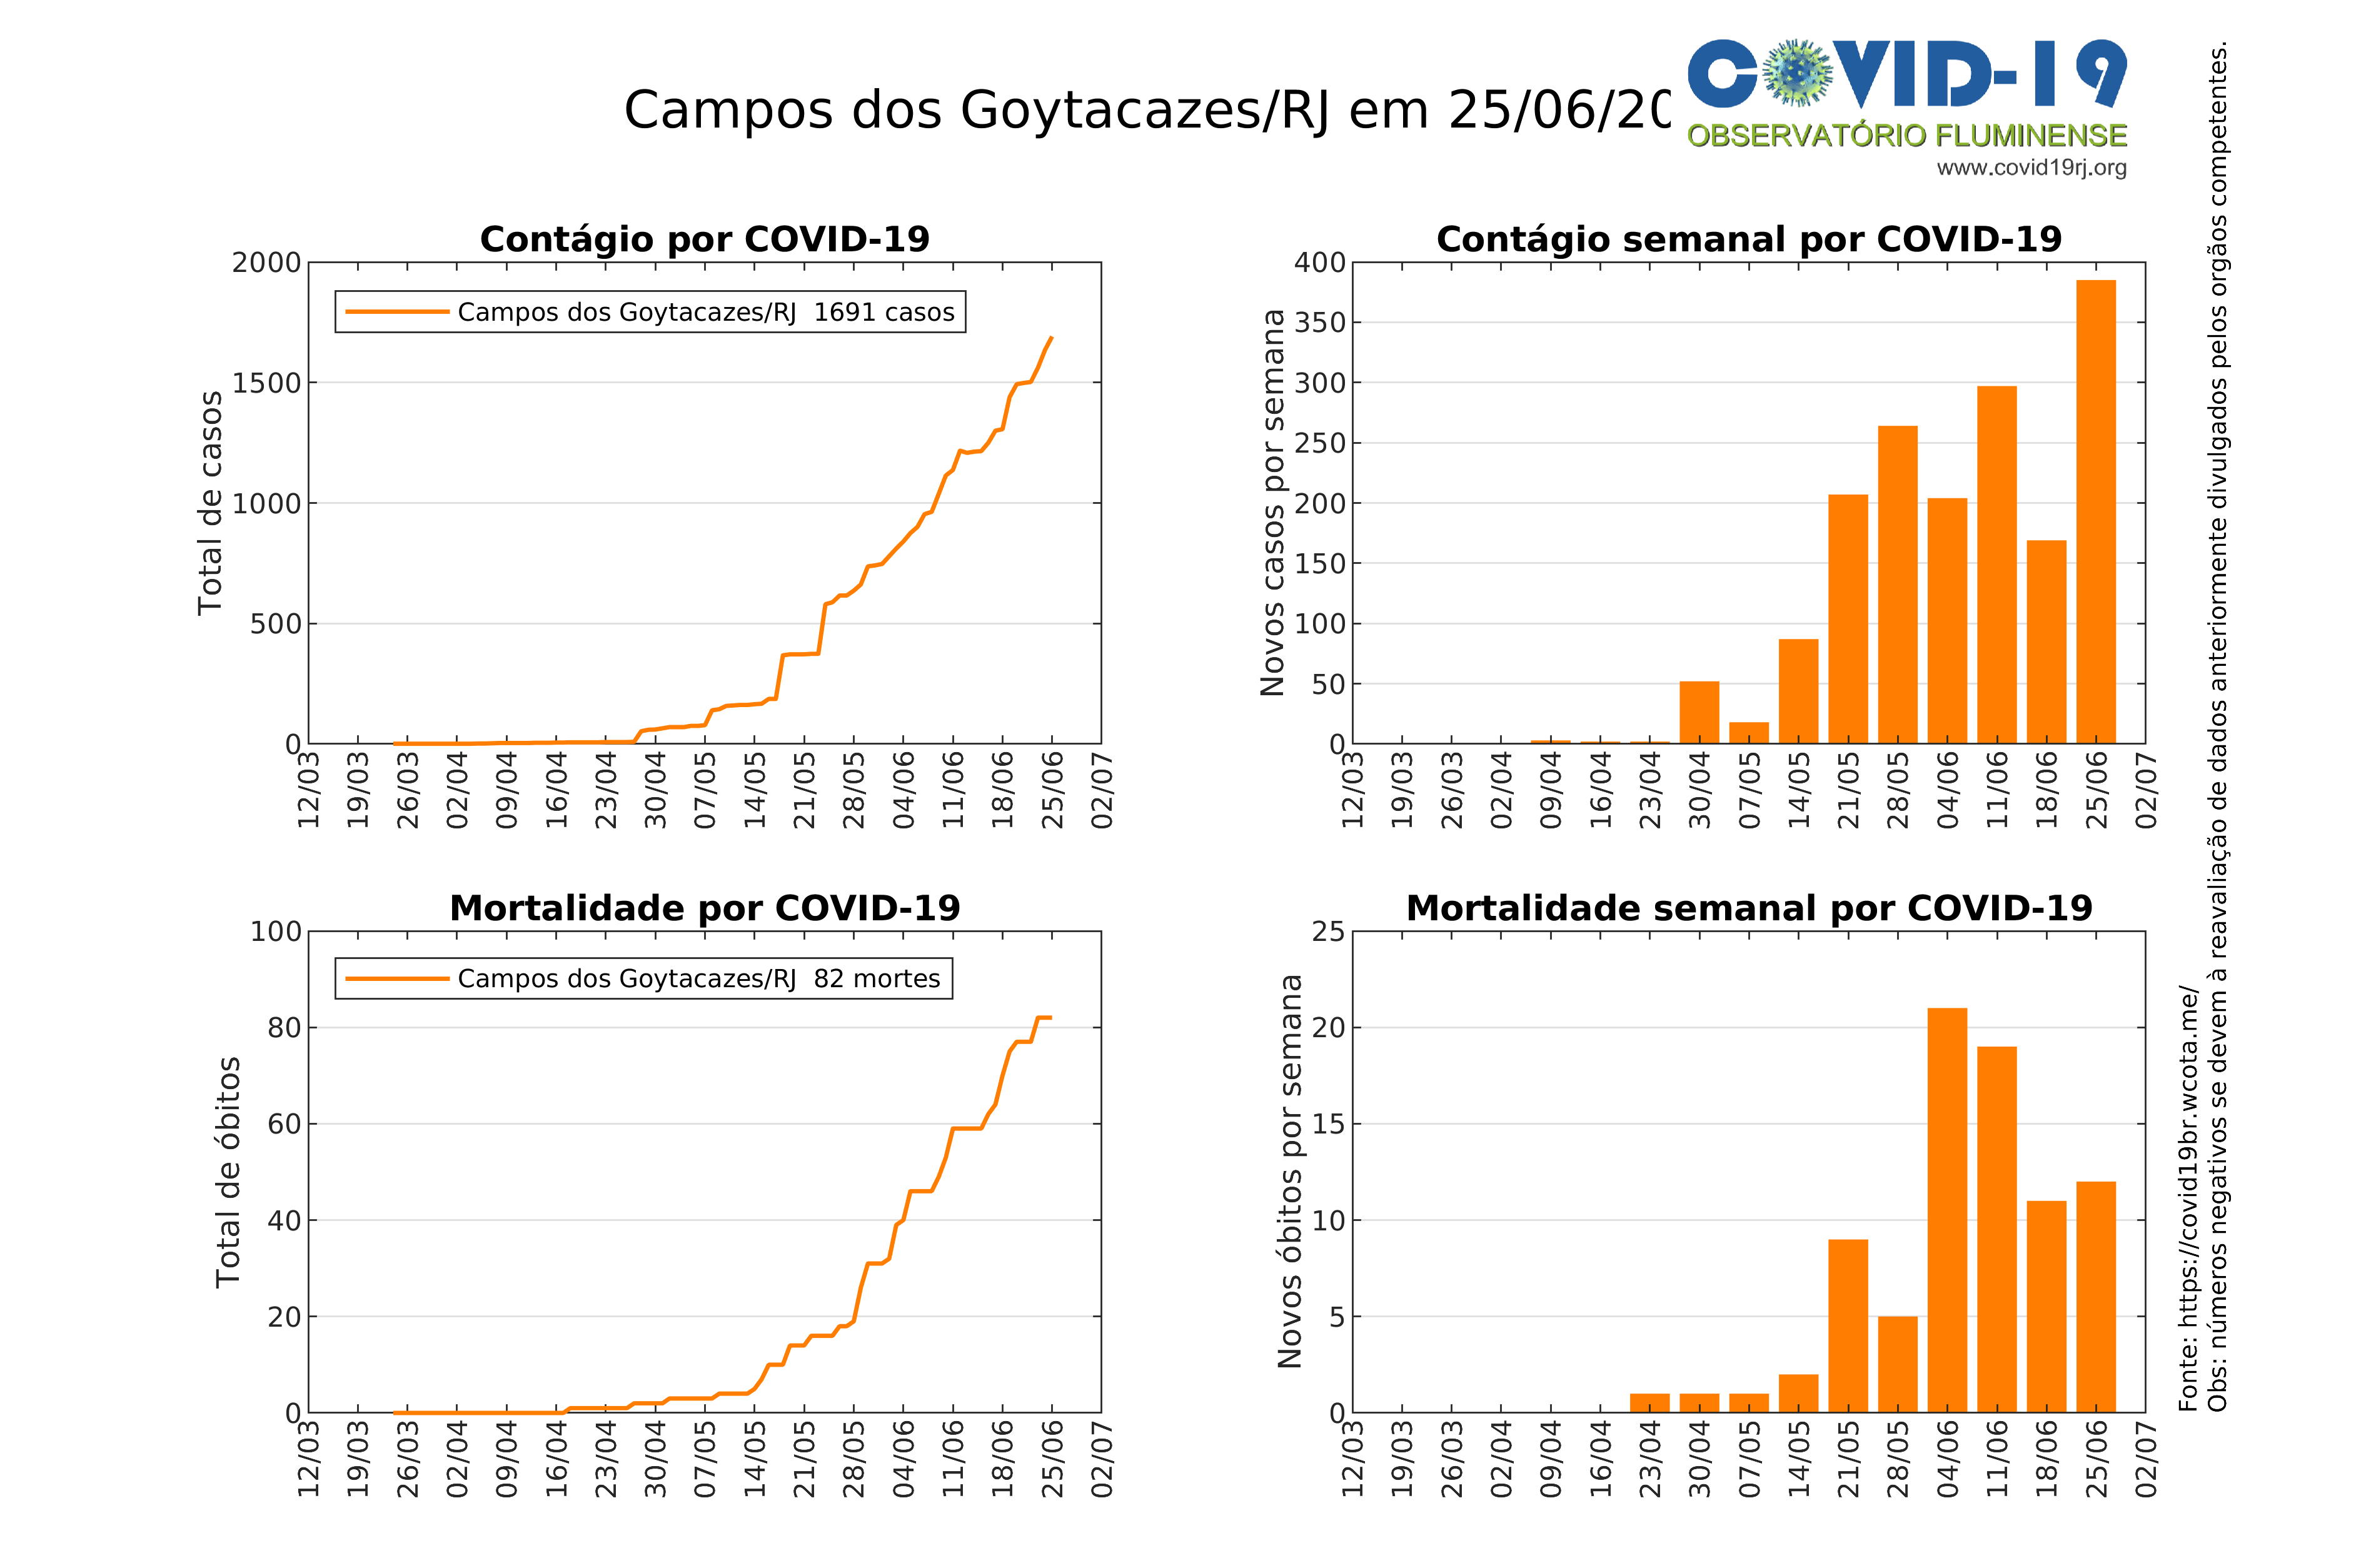 Campos dos Goytacazes/RJ em 25/06/20
COVID-19
OBSERVATÓRIO FLUMINENSE
www.covid19rj.org
Contágio por COVID-19
Total de casos
2000
1500
1000
500
0
Campos dos Goytacazes/RJ 1691 casos
12/03 19/03 26/03 02/04 09/04 16/04 23/04 30/04 07/05 14/05 21/05 28/05 04/06 11/06 18/06 25/06 02/07
Contágio semanal por COVID-19
Novos casos por semana
400
350
300
250
200
150
100
50
0
12/03 19/03 26/03 02/04 09/04 16/04 23/04 30/04 07/05 14/05 21/05 28/05 04/06 11/06 18/06 25/06 02/07
Mortalidade por COVID-19
Total de óbitos
100
80
60
40
20
0
Campos dos Goytacazes/RJ 82 mortes
12/03 19/03 26/03 02/04 09/04 16/04 23/04 30/04 07/05 14/05 21/05 28/05 04/06 11/06 18/06 25/06 02/07
Mortalidade semanal por COVID-19
Novos óbitos por semana
25
20
15
10
5
0
12/03 19/03 26/03 02/04 09/04 16/04 23/04 30/04 07/05 14/05 21/05 28/05 04/06 11/06 18/06 25/06 02/07
Fonte: https://covid19br.wcota.me/
Obs: números negativos se devem à reavaliação de dados anteriormente divulgados pelos orgãos competentes.